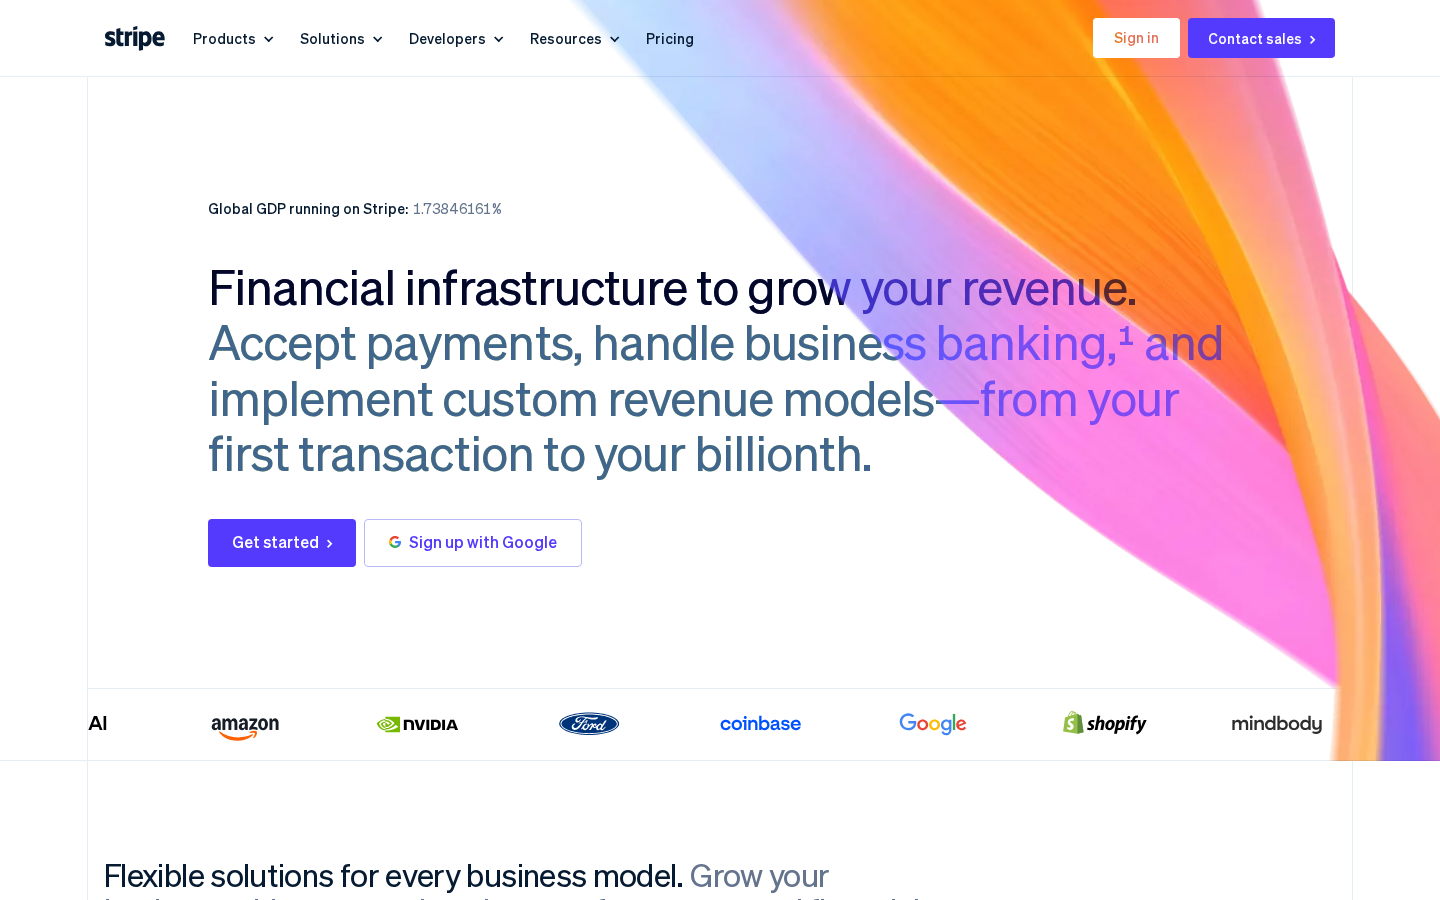 stripe Products Solutions Developers Resources Pricing Sign in Contact sales
Global GDP running on Stripe: 1.73846161%
Financial infrastructure to grow your revenue.
Accept payments, handle business banking,¹ and
implement custom revenue models—from your
first transaction to your billionth.
Get started Sign up with Google
AI amazon NVIDIA Ford coinbase Google shopify mindbody
Flexible solutions for every business model. Grow your